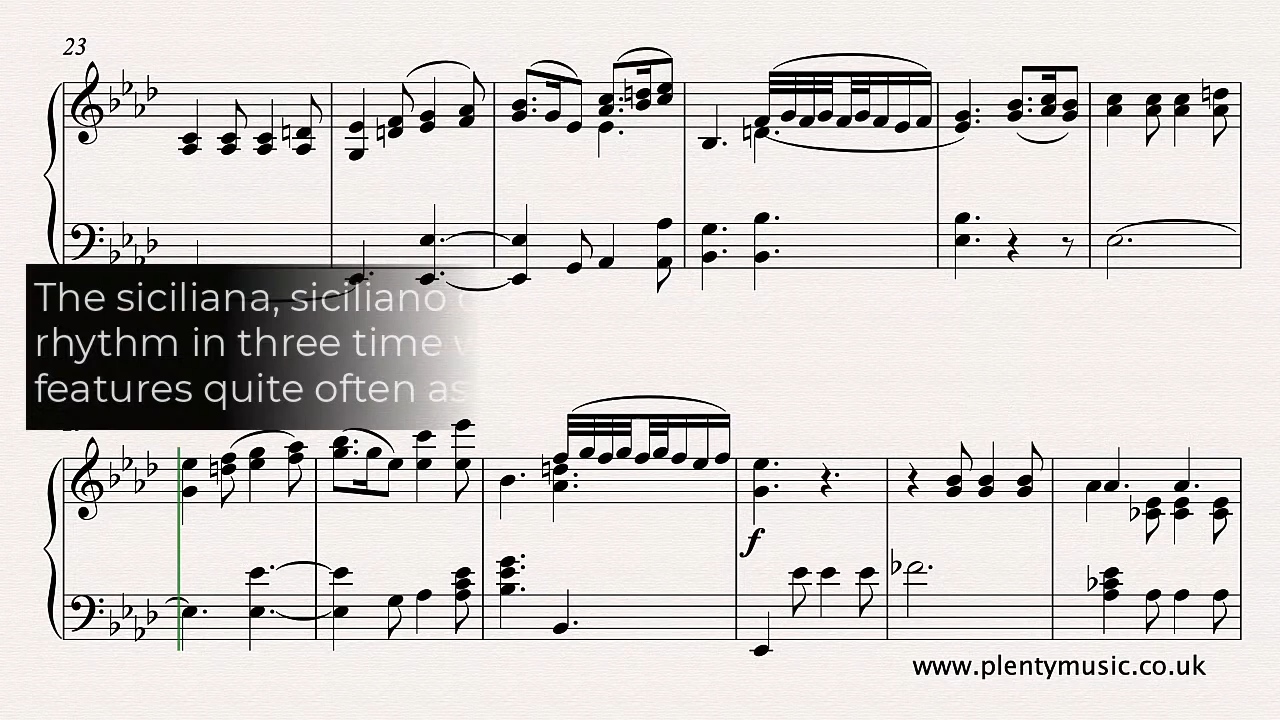 23
The siciliana, siciliano
rhythm in three time
features quite often as
f
www.plentymusic.co.uk